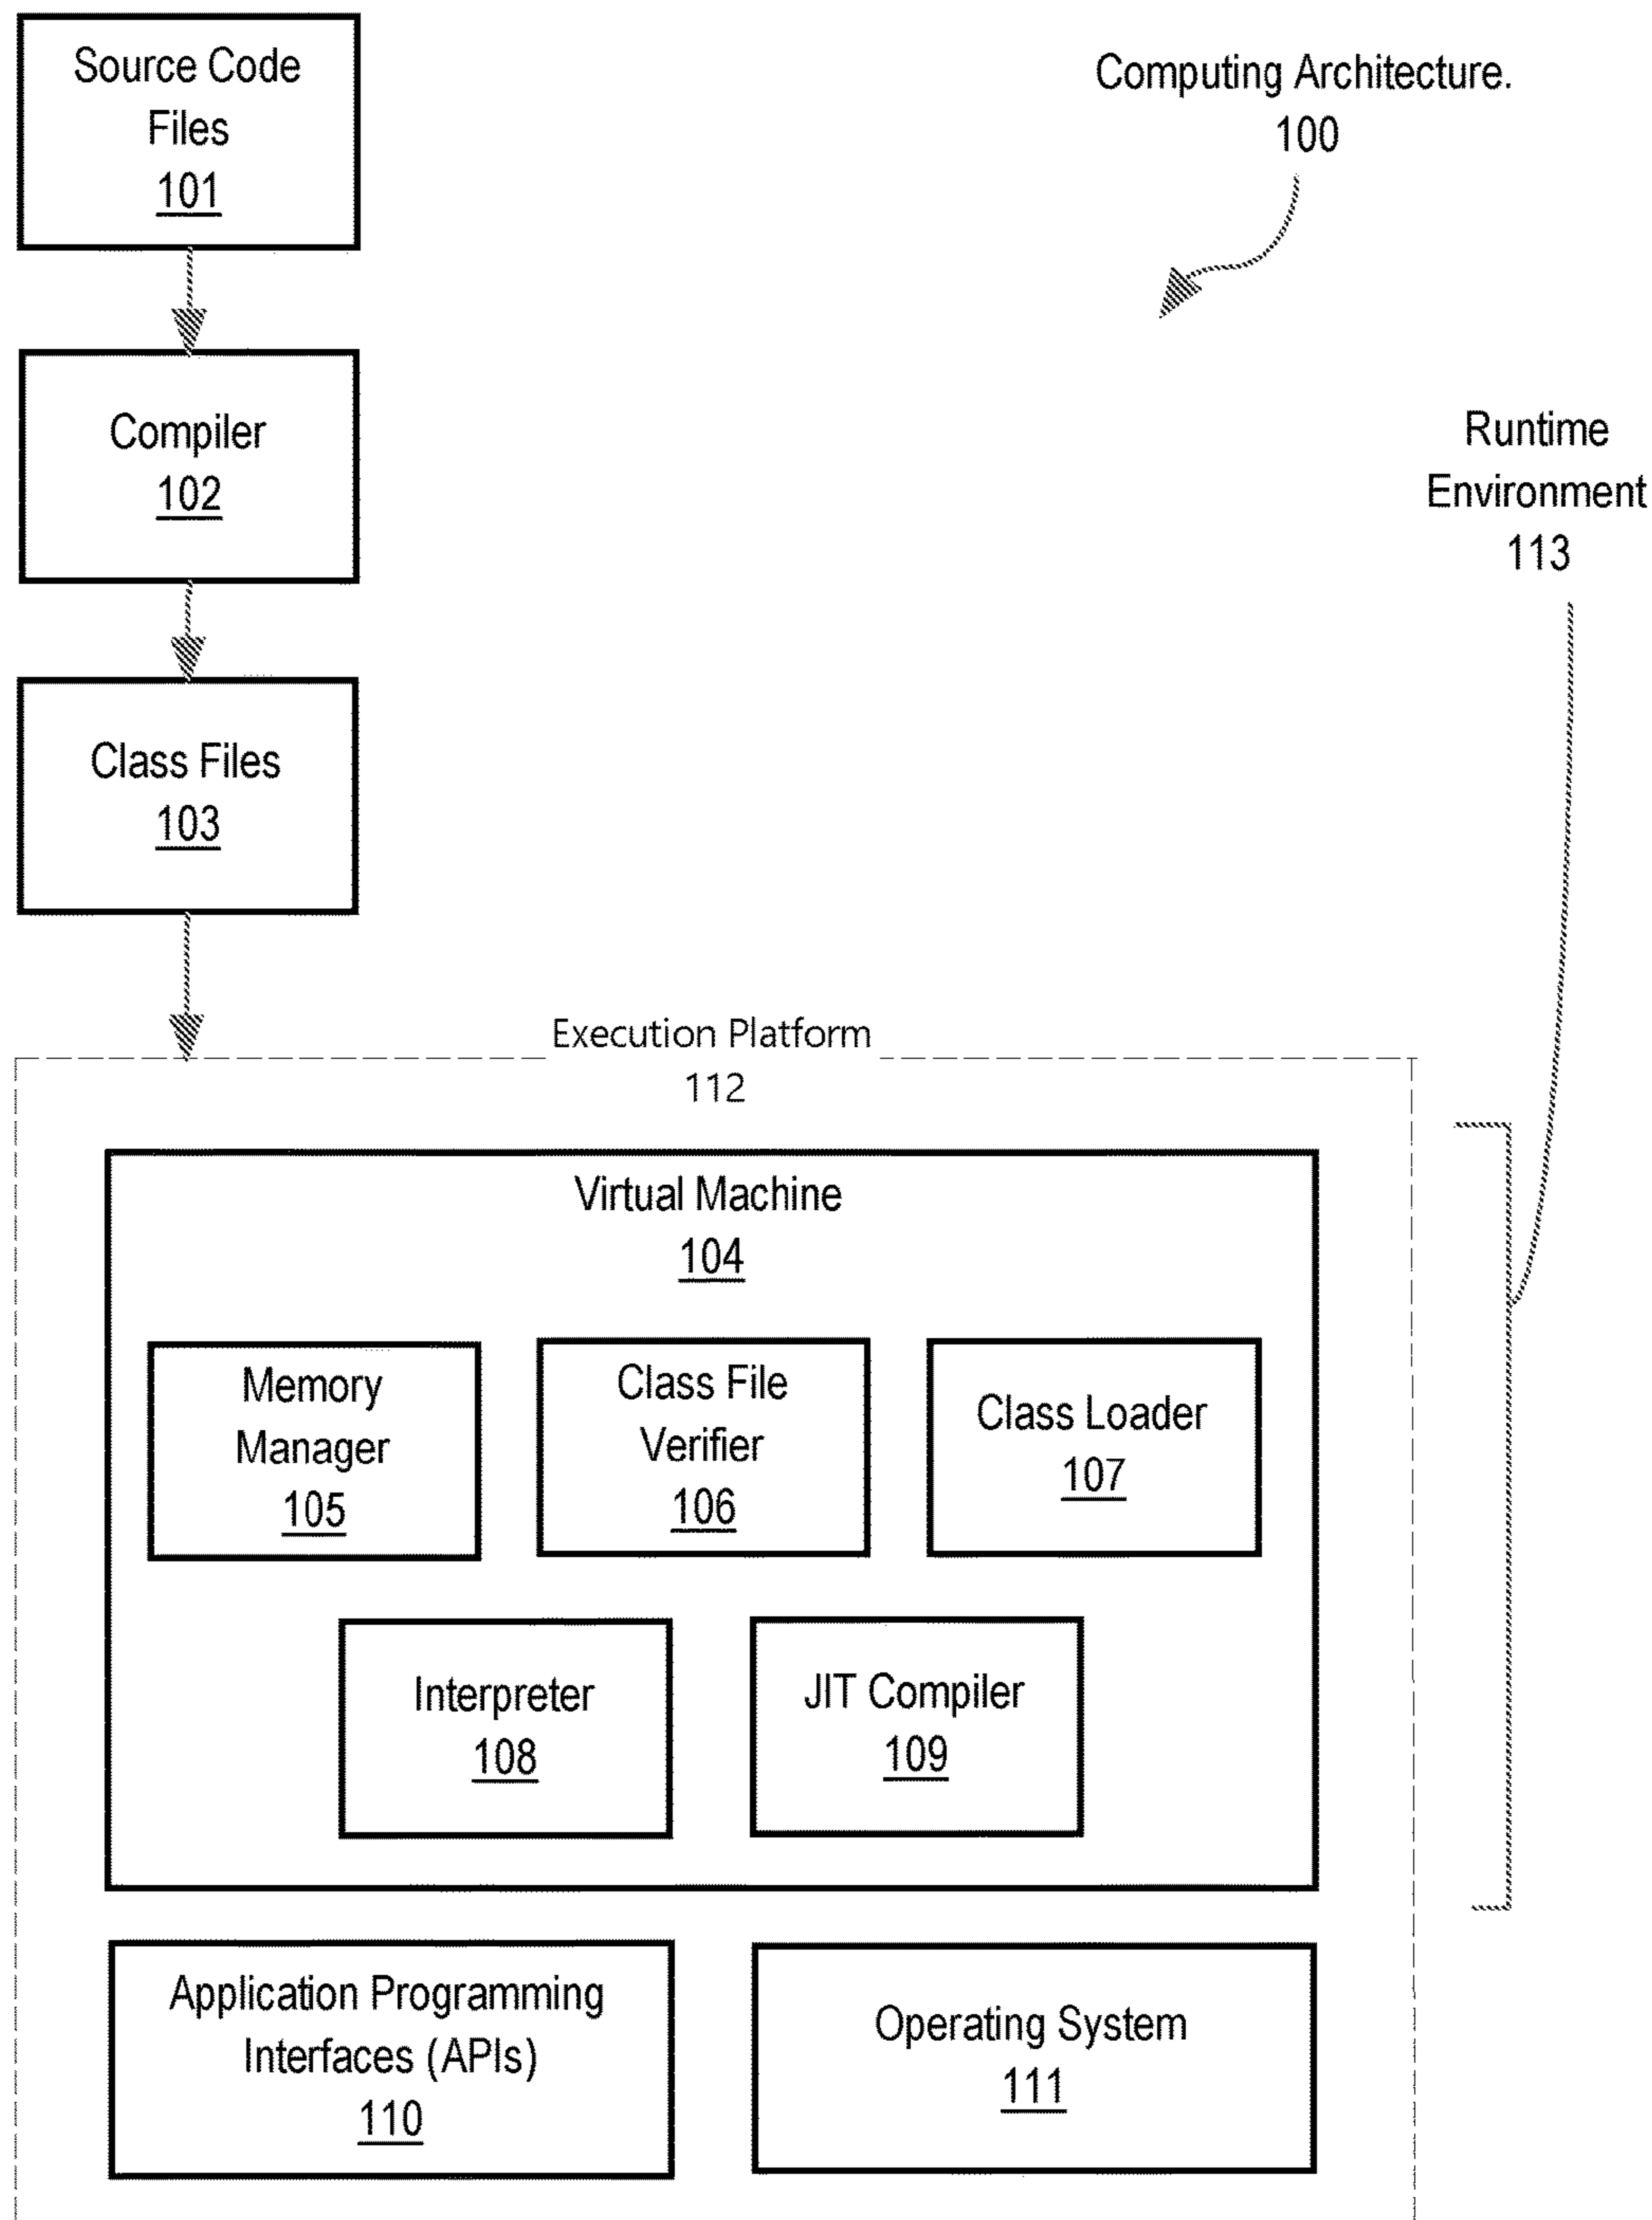 Source Code
Files
101
Computing Architecture.
100
Compiler
102
Runtime
Environment
113
Class Files
103
Execution Platform
112
Virtual Machine
104
Memory
Manager
105
Class File
Verifier
106
Class Loader
107
Interpreter
108
JIT Compiler
109
Application Programming
Interfaces (APIs)
110
Operating System
111